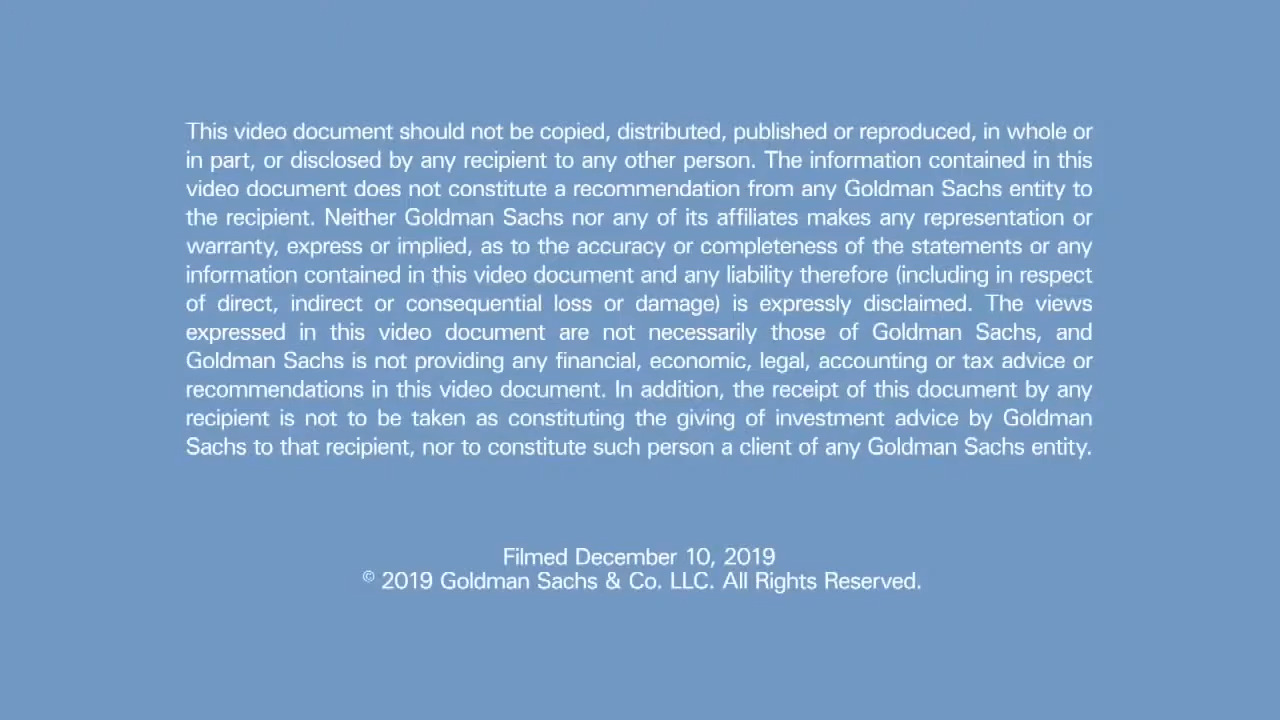 This video document should not be copied, distributed, published or reproduced, in whole or
in part, or disclosed by any recipient to any other person. The information contained in this
video document does not constitute a recommendation from any Goldman Sachs entity to
the recipient. Neither Goldman Sachs nor any of its affiliates makes any representation or
warranty, express or implied, as to the accuracy or completeness of the statements or any
information contained in this video document and any liability therefore (including in respect
of direct, indirect or consequential loss or damage) is expressly disclaimed. The views
expressed in this video document are not necessarily those of Goldman Sachs, and
Goldman Sachs is not providing any financial, economic, legal, accounting or tax advice or
recommendations in this video document. In addition, the receipt of this document by any
recipient is not to be taken as constituting the giving of investment advice by Goldman
Sachs to that recipient, nor to constitute such person a client of any Goldman Sachs entity.
Filmed December 10, 2019
© 2019 Goldman Sachs & Co. LLC. All Rights Reserved.